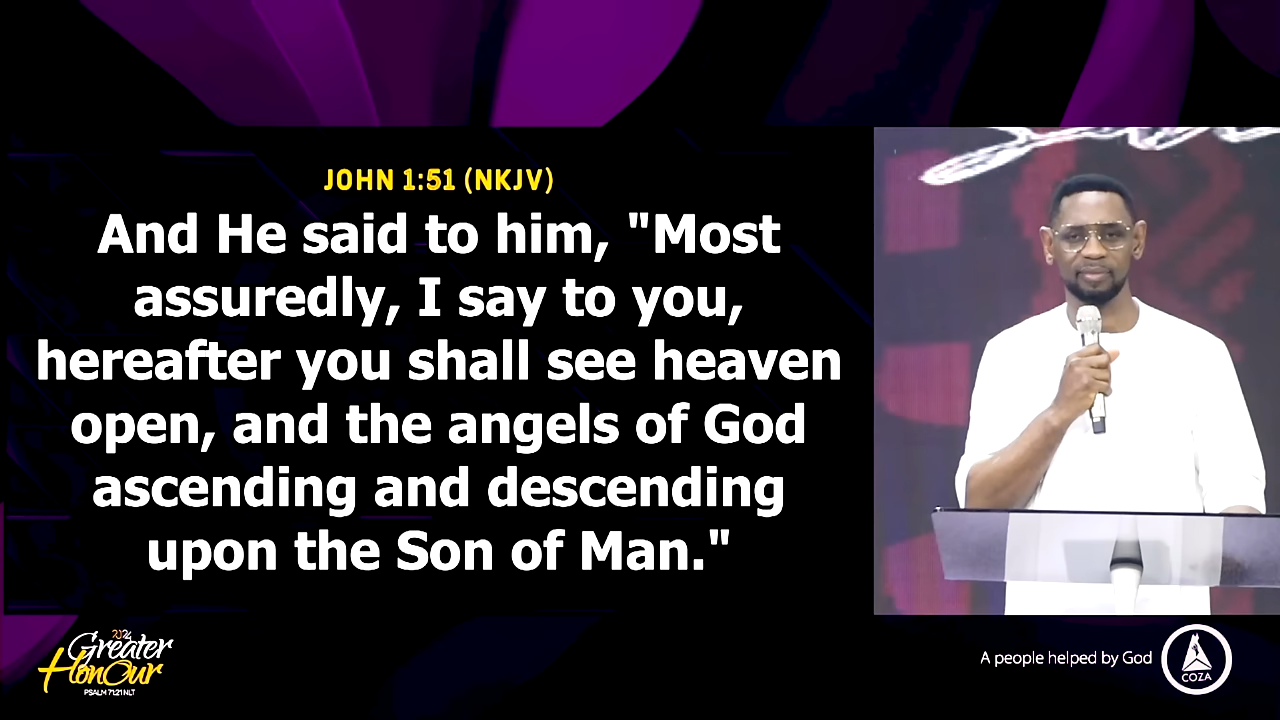 JOHN 1:51 (NKJV)
And He said to him, "Most
assuredly, I say to you,
hereafter you shall see heaven
open, and the angels of God
ascending and descending
upon the Son of Man."
2024
Greater
HonOur
PSALM 71:21 NLT
A people helped by God
COZA